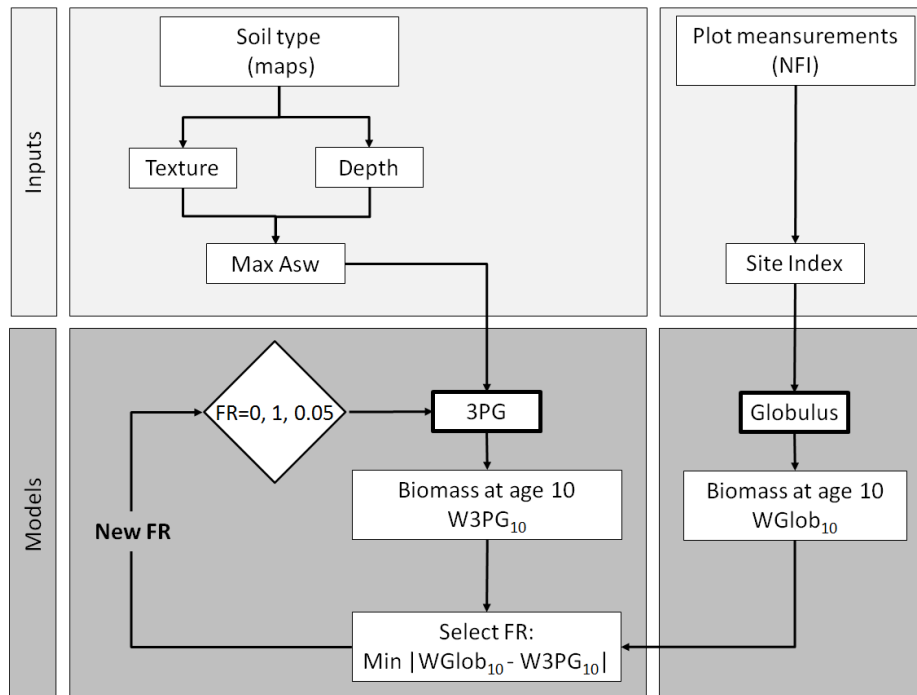 Inputs
Soil type
(maps)
Texture
Depth
Max Asw
Plot meansurements
(NFI)
Site Index
Models
FR=0, 1, 0.05
3PG
Globulus
Biomass at age 10
W3PG₁₀
Biomass at age 10
WGlob₁₀
New FR
Select FR:
Min |WGlob₁₀ - W3PG₁₀|